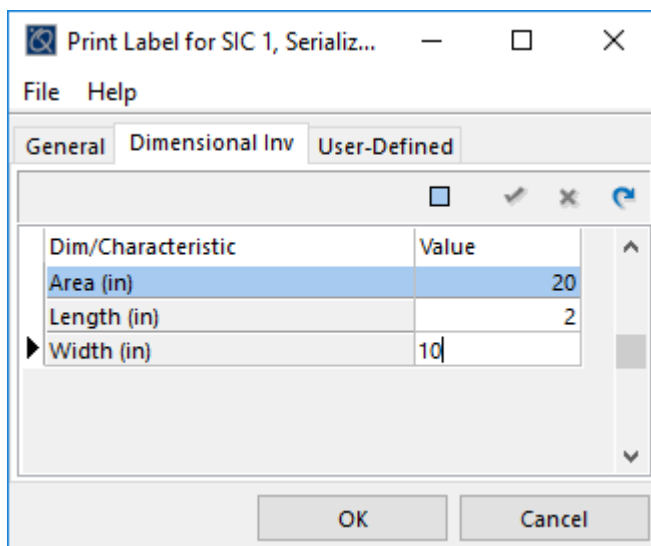 Print Label for SIC 1, Serializ...
File Help
General Dimensional Inv User-Defined
Dim/Characteristic Value
Area (in) 20
Length (in) 2
Width (in) 10
OK Cancel